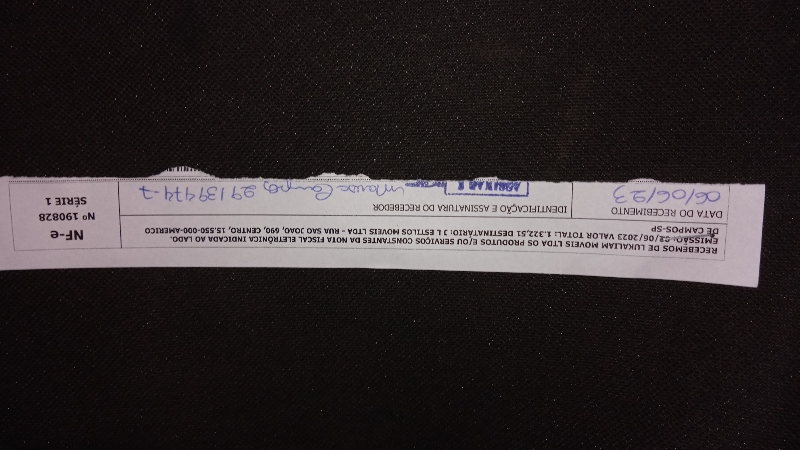 RECEBEMOS DE LUKALIAM MOVEIS LTDA OS PRODUTOS E/OU SERVIÇOS CONSTANTES DA NOTA FISCAL ELETRÔNICA INDICADA AO LADO.
EMISSÃO: 02/06/2023 VALOR TOTAL: 1.322,51 DESTINATÁRIO: J L ESTILOS MOVEIS LTDA - RUA SAO JOAO, 690, CENTRO, 15.550-000-AMERICO
DE CAMPOS-SP
DATA DO RECEBIMENTO
06/06/23
IDENTIFICAÇÃO E ASSINATURA DO RECEBEDOR
Campos 29139474-7
NF-e
Nº 190828
SÉRIE 1